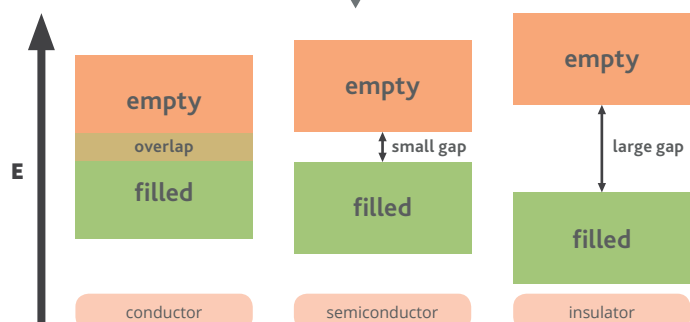 E
empty
overlap
filled
conductor
empty
small gap
filled
semiconductor
empty
large gap
filled
insulator